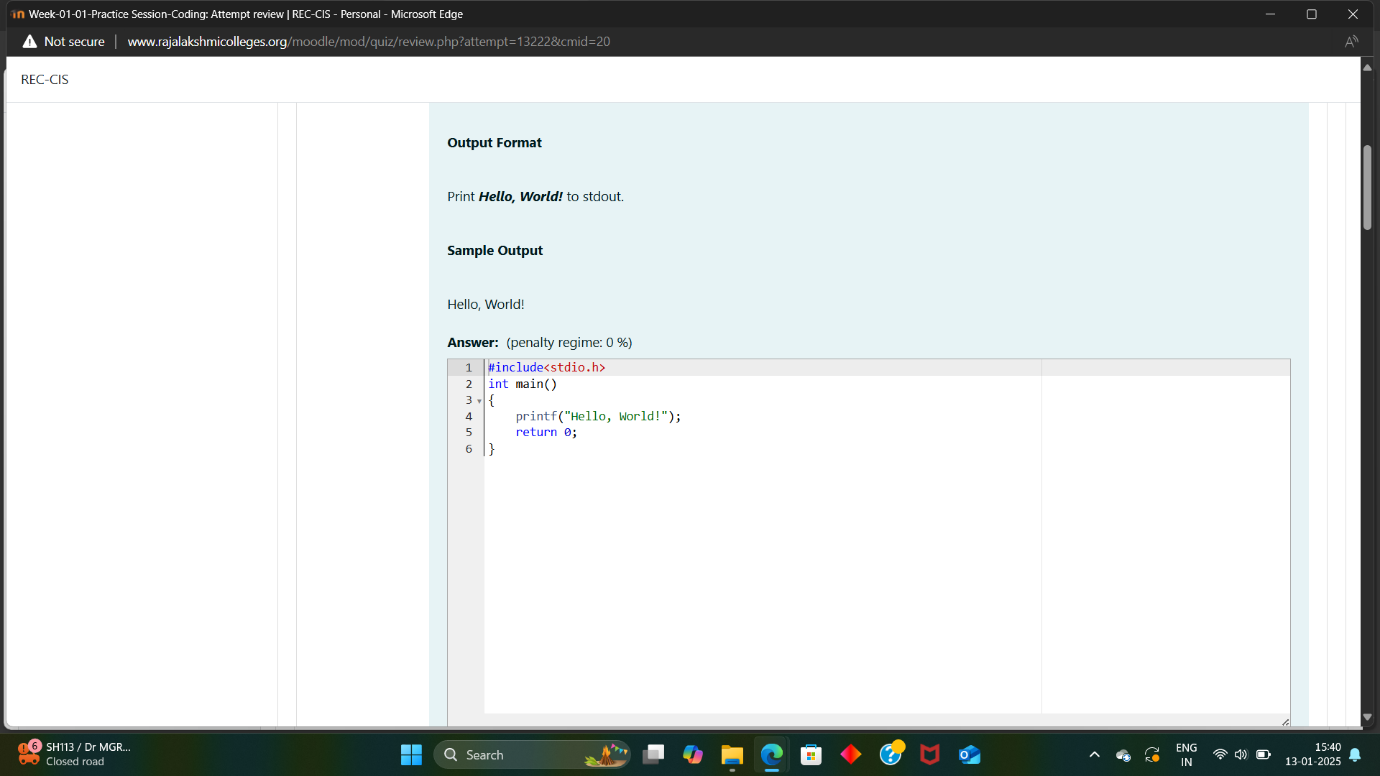 Week-01-01-Practice Session-Coding: Attempt review | REC-CIS - Personal - Microsoft Edge
Not secure | www.rajalakshmicolleges.org/moodle/mod/quiz/review.php?attempt=13222&cmid=20
REC-CIS
Output Format
Print Hello, World! to stdout.
Sample Output
Hello, World!
Answer: (penalty regime: 0 %)
1 #include<stdio.h>
2 int main()
3 {
4     printf("Hello, World!");
5     return 0;
6 }
6 SH113 / Dr MGR...
Closed road
Search
ENG
IN
15:40
13-01-2025